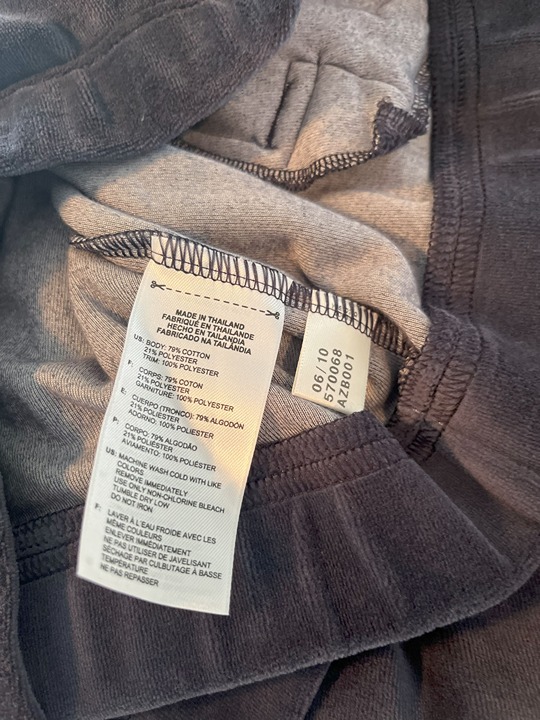 MADE IN THAILAND
FABRIQUÉ EN THAILANDE
HECHO EN TAILANDIA
FABRICADO NA TAILÂNDIA
US: BODY: 79% COTTON
21% POLYESTER
TRIM: 100% POLYESTER
F: CORPS: 79% COTON
21% POLYESTER
GARNITURE: 100% POLYESTER
E: CUERPO (TRONCO): 79% ALGODÓN
21% POLIÉSTER
ADORNO: 100% POLIESTER
P: CORPO: 79% ALGODÃO
21% POLIÉSTER
AVIAMENTO: 100% POLIÉSTER
US: MACHINE WASH COLD WITH LIKE
COLORS
REMOVE IMMEDIATELY
USE ONLY NON-CHLORINE BLEACH
TUMBLE DRY LOW
DO NOT IRON
F: LAVER À L'EAU FROIDE AVEC LES
MÊME COULEURS
ENLEVER IMMÉDIATEMENT
NE PAS UTILISER DE JAVELISANT
SÉCHAGE PAR CULBUTAGE À BASSE
TEMPÉRATURE
NE PAS REPASSER
06/10
570068
AZB001